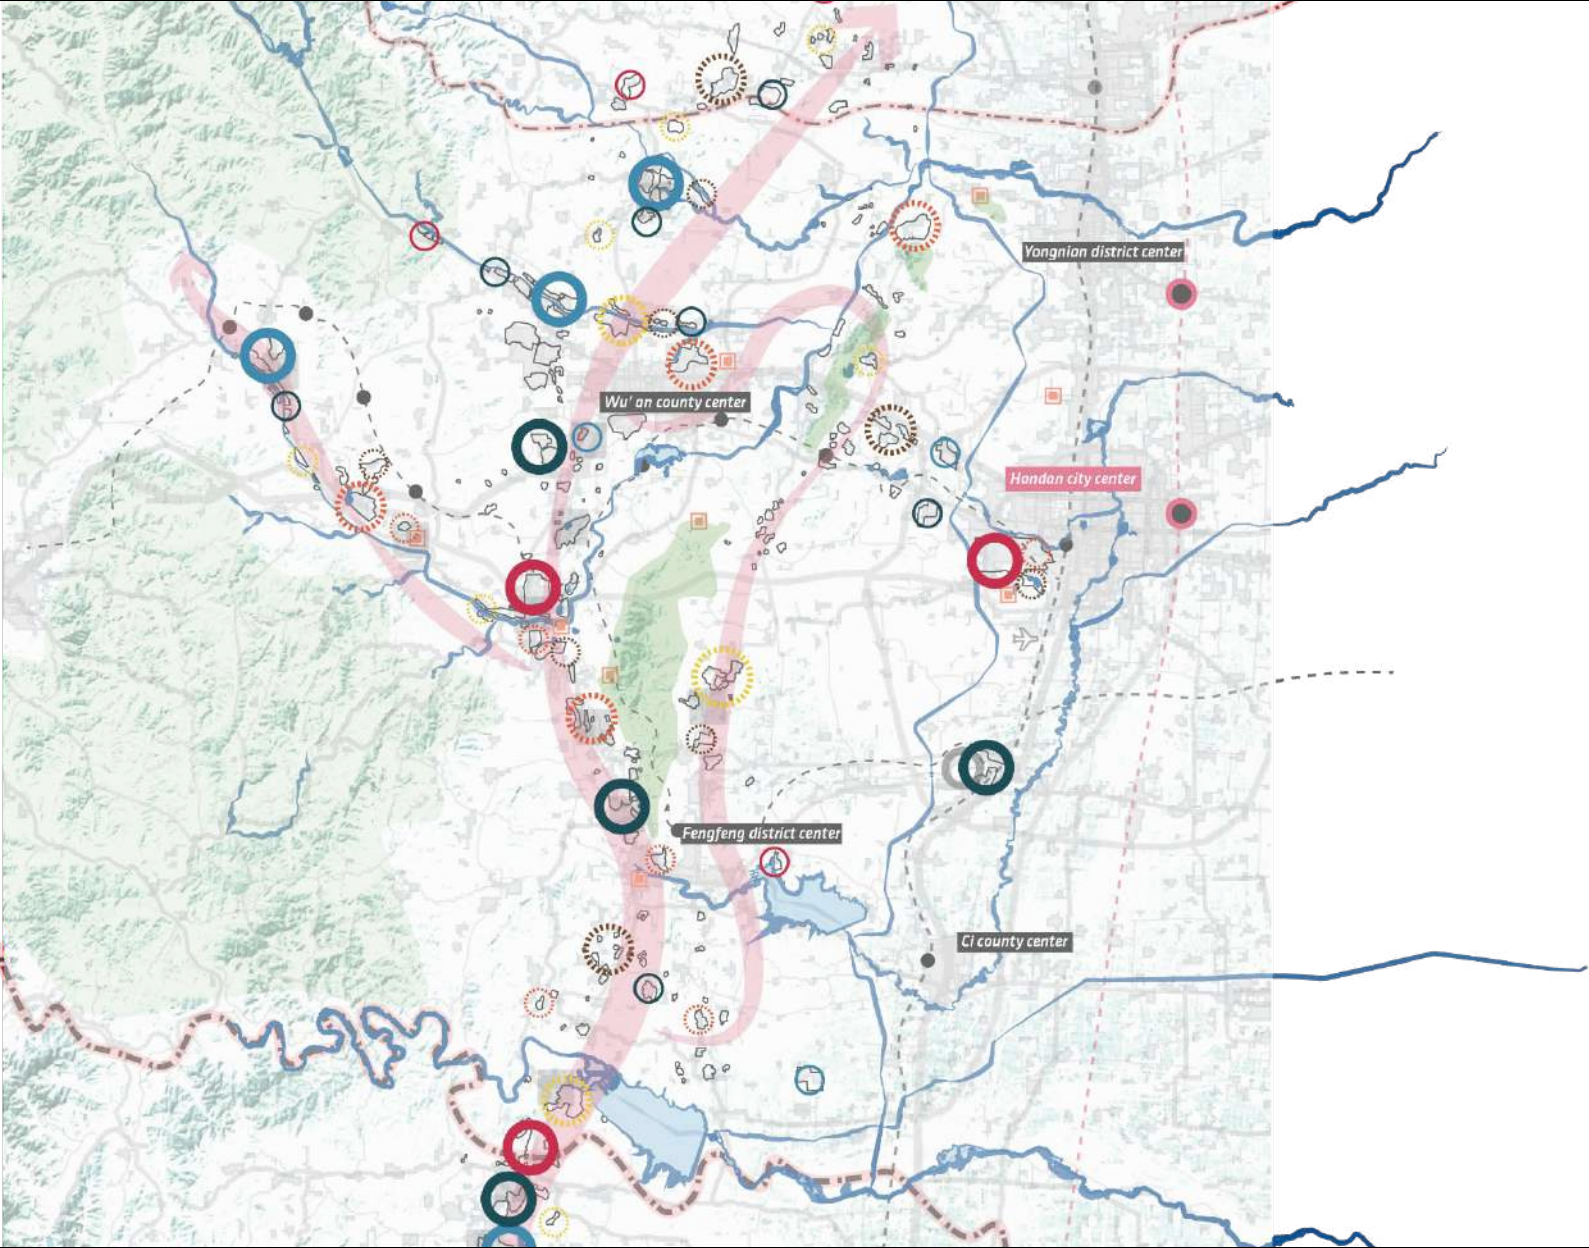 Yongnian district center
Wu' an county center
Handan city center
Fengfeng district center
Ci county center